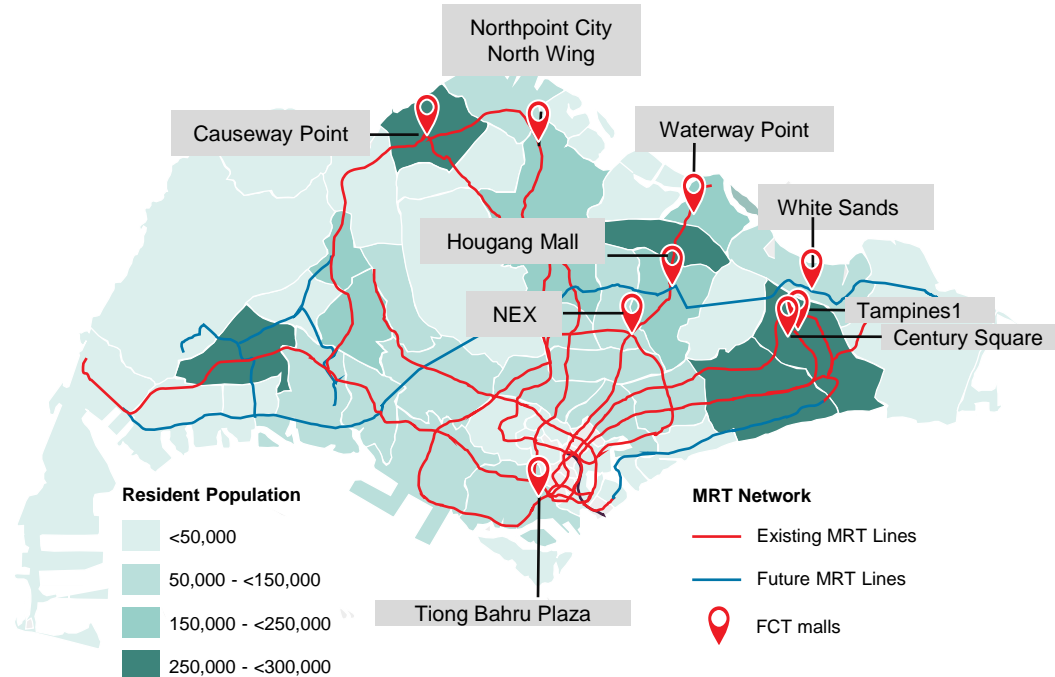 Northpoint City
North Wing
Causeway Point
Waterway Point
White Sands
Hougang Mall
NEX
Tampines1
Century Square
Resident Population
<50,000
50,000 - <150,000
150,000 - <250,000
250,000 - <300,000
MRT Network
Existing MRT Lines
Future MRT Lines
FCT malls
Tiong Bahru Plaza